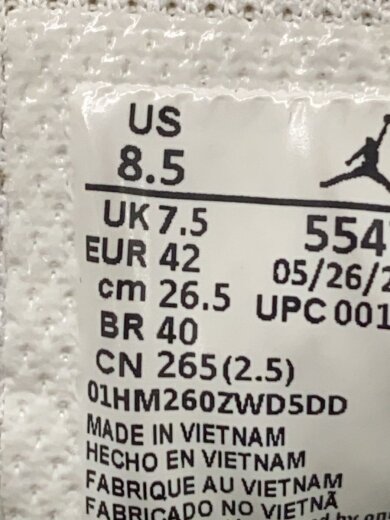 US
8.5
UK 7.5
554
EUR 42
05/26/2
cm 26.5
UPC 001
BR 40
CN 265(2.5)
01HM260ZWD5DD
MADE IN VIETNAM
HECHO EN VIETNAM
FABRIQUE AU VIETNAM
FABRICADO NO VIETNÃ
by